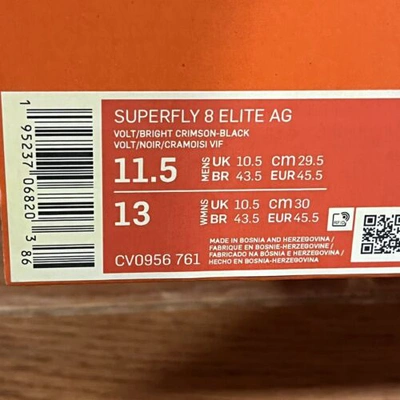 SUPERFLY 8 ELITE AG
VOLT/BRIGHT CRIMSON-BLACK
VOLT/NOIR/CRAMOISI VIF
11.5 MENS UK 10.5 CM 29.5
BR 43.5 EUR 45.5
13 WMNS UK 10.5 CM 30
BR 43.5 EUR 45.5
MADE IN BOSNIA AND HERZEGOVINA /
FABRIQUE EN BOSNIE-HERZEGOVINE /
FABRICADO NA BOSNIA E HERZEGOVINA /
HECHO EN BOSNIA-HERZEGOVINA
CV0956 761
1 95237 06820 3 86